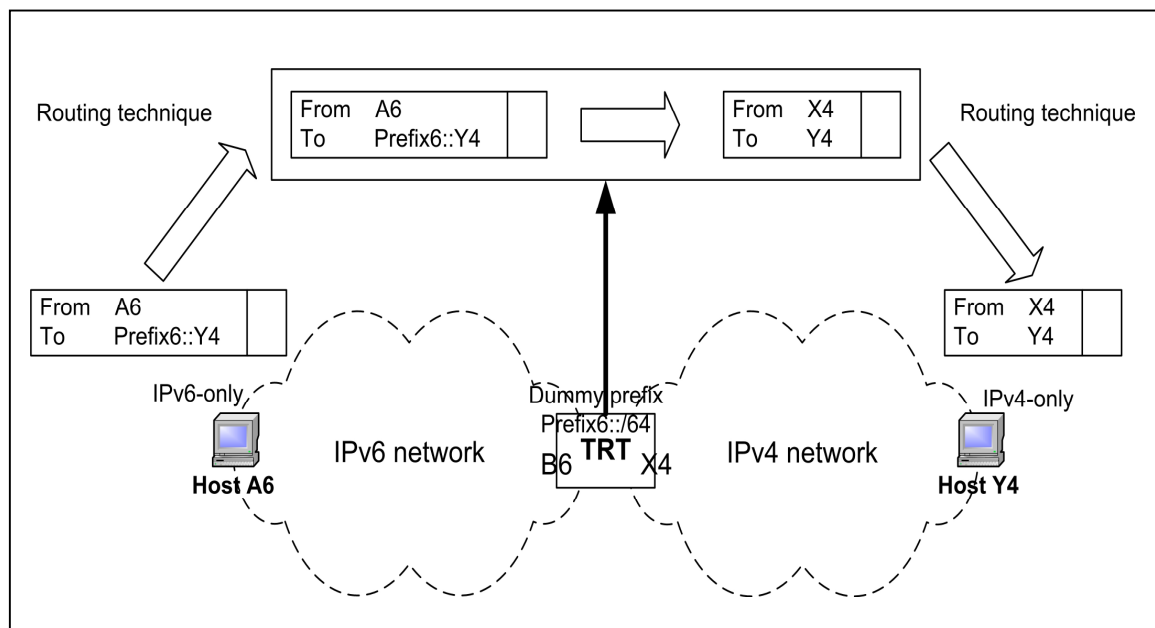 Routing technique
From A6
To Prefix6::Y4
From X4
To Y4
Routing technique
From A6
To Prefix6::Y4
From X4
To Y4
IPv6-only
Host A6
IPv6 network
Dummy prefix
Prefix6::/64
TRT
B6
X4
IPv4 network
IPv4-only
Host Y4